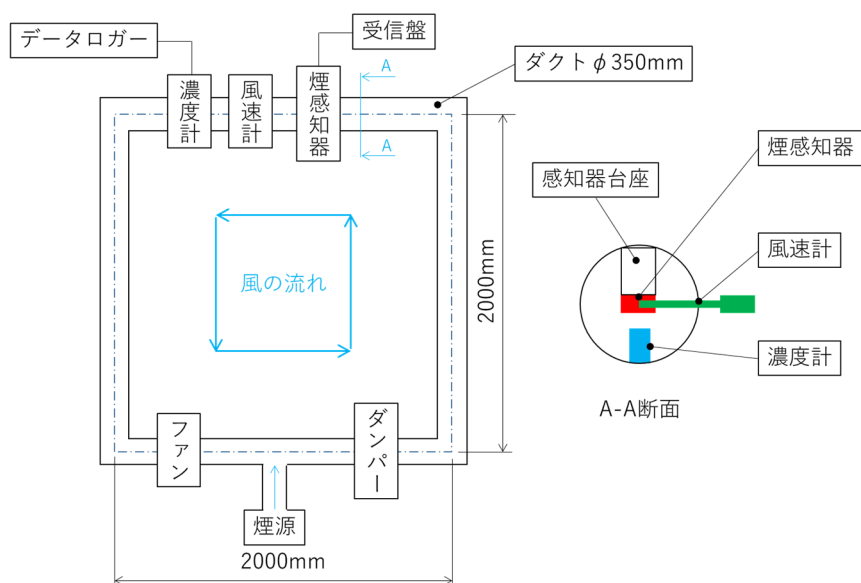 データロガー
受信盤
ダクトφ350mm
濃度計
風速計
煙感知器
A
A
煙感知器
感知器台座
風速計
風の流れ
2000mm
濃度計
A-A断面
ファン
ダンパー
煙源
2000mm